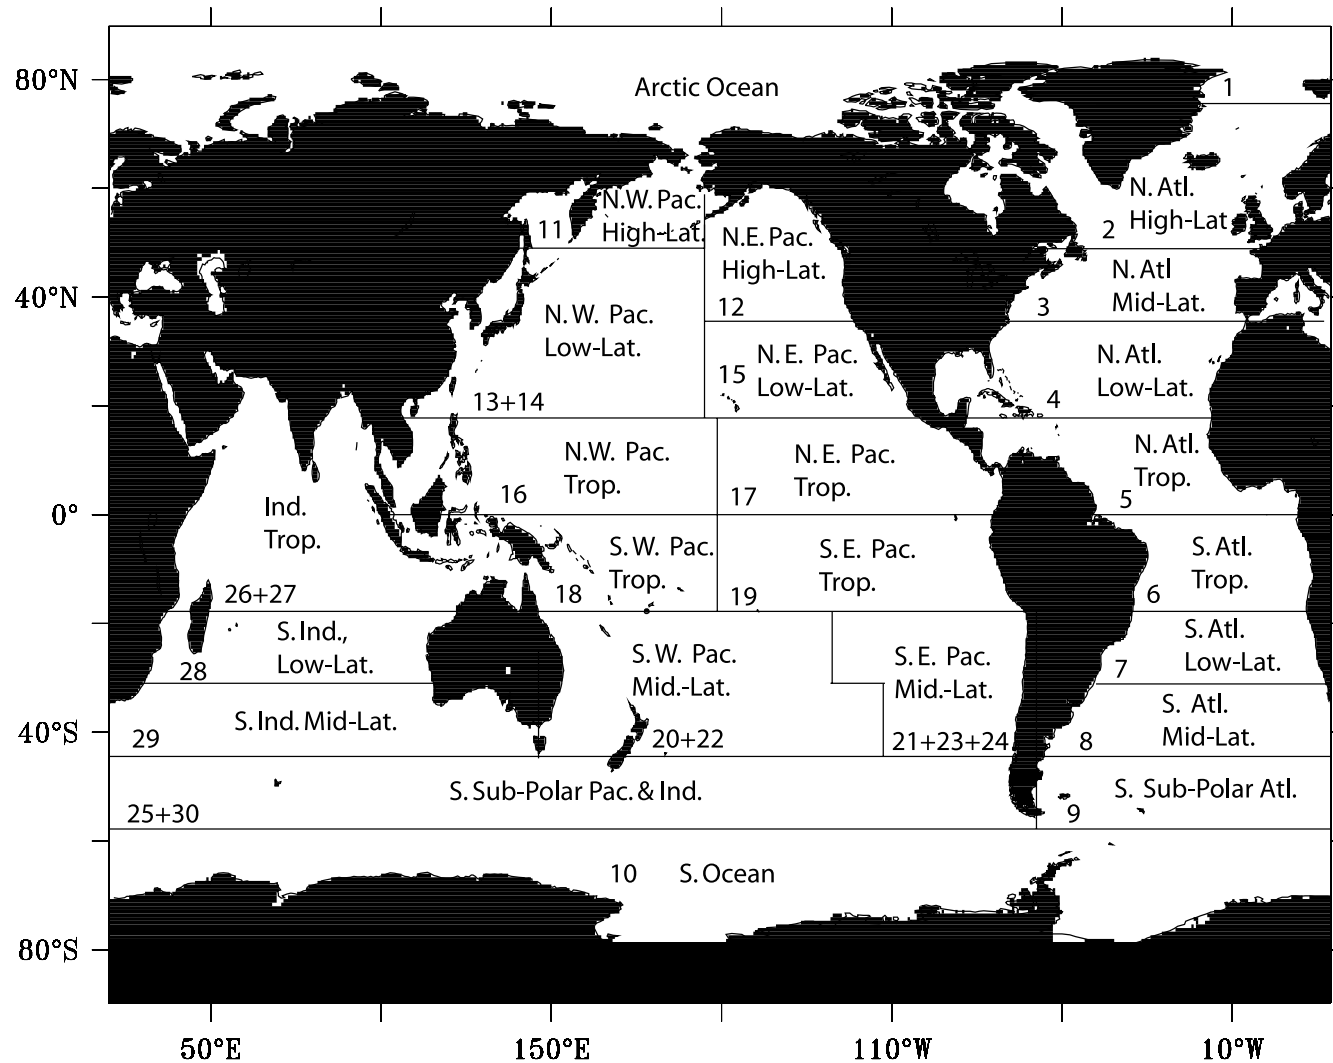 80°N
Arctic Ocean
1
N.W. Pac.
High-Lat.
11
N. Atl.
High-Lat
2
N.E. Pac.
High-Lat.
12
N. Atl
Mid-Lat.
3
40°N
N.W. Pac.
Low-Lat.
13+14
N.E. Pac.
Low-Lat.
15
N. Atl.
Low-Lat.
4
N.W. Pac.
Trop.
16
N.E. Pac.
Trop.
17
N. Atl.
Trop.
5
0°
Ind.
Trop.
26+27
S.W. Pac.
Trop.
18
S.E. Pac.
Trop.
19
S. Atl.
Trop.
6
S. Ind.,
Low-Lat.
28
S.W. Pac.
Mid.-Lat.
20+22
S.E. Pac.
Mid.-Lat.
21+23+24
S. Atl.
Low-Lat.
7
S. Ind. Mid-Lat.
29
S. Atl.
Mid-Lat.
8
40°S
S. Sub-Polar Pac. & Ind.
25+30
S. Sub-Polar Atl.
9
10 S. Ocean
80°S
50°E
150°E
110°W
10°W